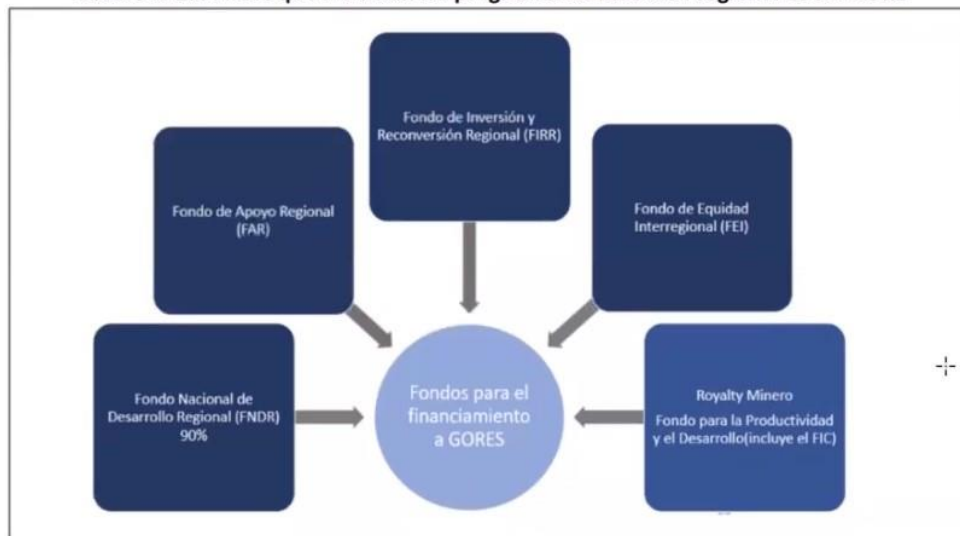 Fondo de Inversión y
Reconversión Regional (FIRR)
Fondo de Apoyo Regional
(FAR)
Fondo de Equidad
Interregional (FEI)
Fondo Nacional de
Desarrollo Regional (FNDR)
90%
Fondos para el
financiamiento
a GORES
Royalty Minero
Fondo para la Productividad
y el Desarrollo(incluye el FIC)